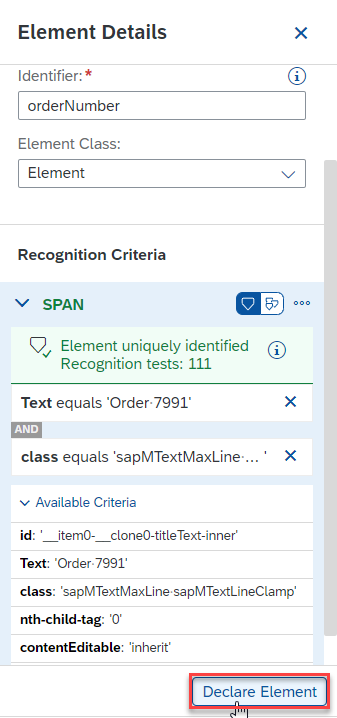 Element Details
Identifier:*
orderNumber
Element Class:
Element
Recognition Criteria
SPAN
Element uniquely identified
Recognition tests: 111
Text equals 'Order·7991'
AND
class equals 'sapMTextMaxLine· ... '
Available Criteria
id: '__item0-__clone0-titleText-inner'
Text: 'Order·7991'
class: 'sapMTextMaxLine·sapMTextLineClamp'
nth-child-tag: '0'
contentEditable: 'inherit'
Declare Element